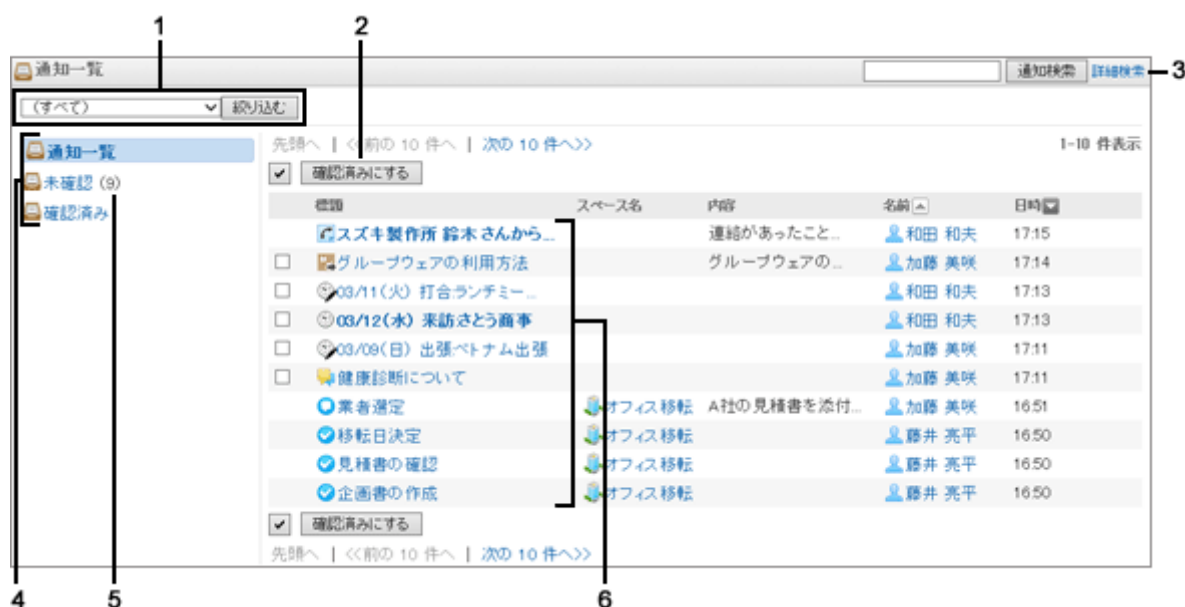 1 2
通知一覧 通知検索 詳細検索 3
(すべて) 絞り込む
通知一覧 先頭へ | <<前の 10 件へ | 次の 10 件へ>> 1-10 件表示
未確認 (9) 確認済みにする
確認済み 標題 スペース名 内容 名前 日時
スズキ製作所 鈴木さんから... 連絡があったこと... 和田 和夫 17:15
グループウェアの利用方法 グループウェアの... 加藤 美咲 17:14
03/11(火) 打合:ランチミー... 和田 和夫 17:13
03/12(水) 来訪:さとう商事 和田 和夫 17:13
03/09(日) 出張:ベトナム出張 加藤 美咲 17:11
健康診断について 加藤 美咲 17:11
業者選定 オフィス移転 A社の見積書を添付... 加藤 美咲 16:51
移転日決定 オフィス移転 藤井 亮平 16:50
見積書の確認 オフィス移転 藤井 亮平 16:50
企画書の作成 オフィス移転 藤井 亮平 16:50
確認済みにする
先頭へ | <<前の 10 件へ | 次の 10 件へ>>
4 5 6